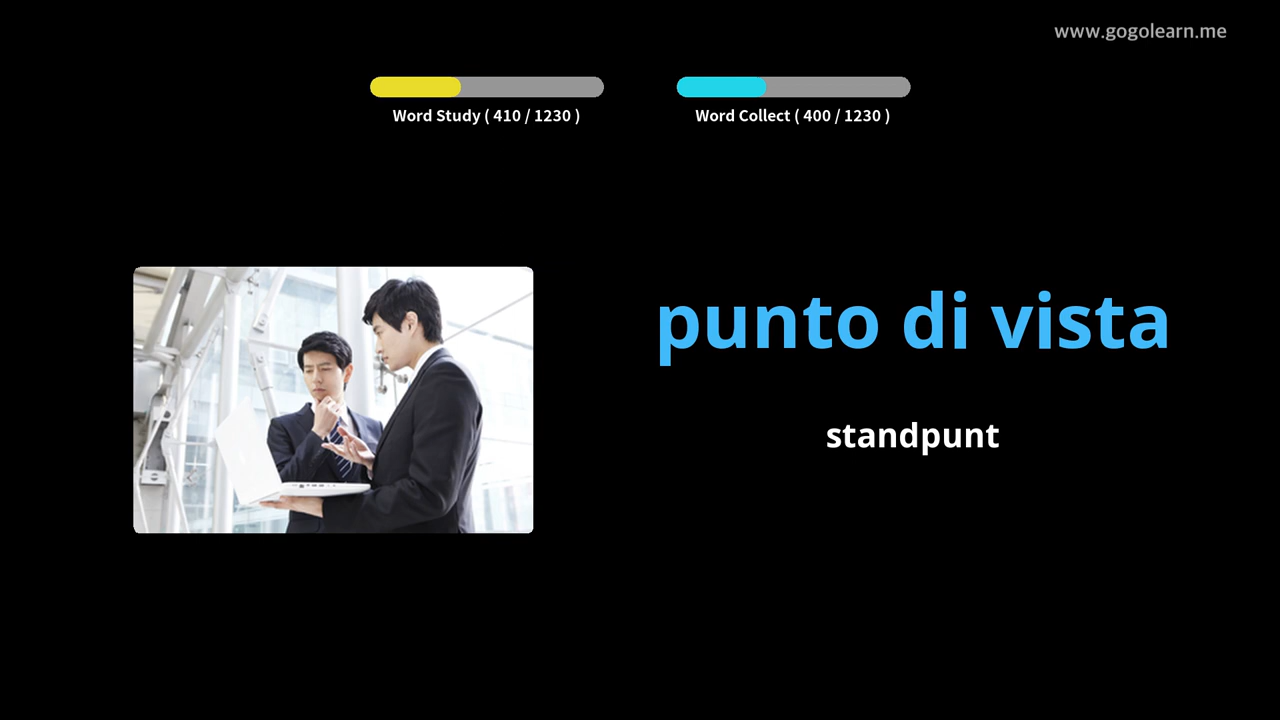 www.gogolearn.me
Word Study ( 410 / 1230 )
Word Collect ( 400 / 1230 )
punto di vista
standpunt